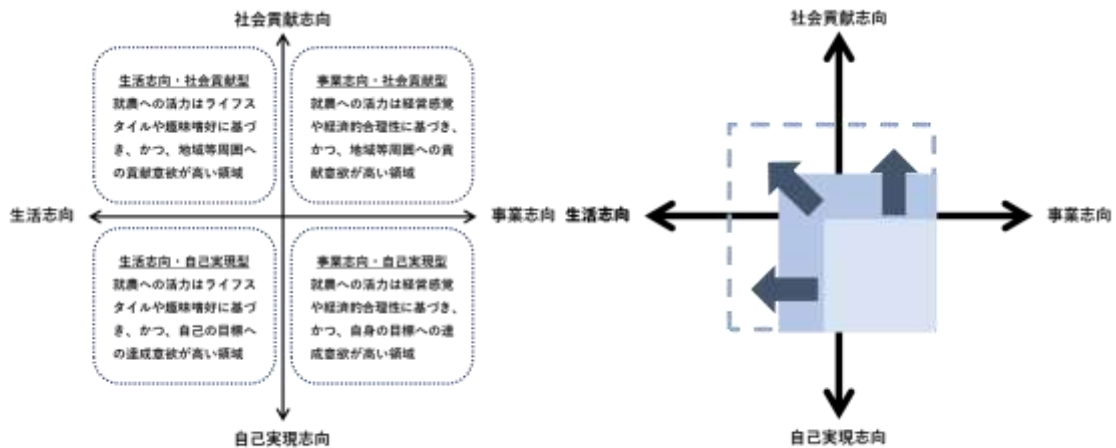 社会貢献志向
生活志向・社会貢献型
就農への活力はライフス
タイルや趣味嗜好に基づ
き、かつ、地域等周囲へ
の貢献意欲が高い領域
事業志向・社会貢献型
就農への活力は経営感覚
や経済的合理性に基づき、
かつ、地域等周囲への貢
献意欲が高い領域
生活志向
事業志向
生活志向・自己実現型
就農への活力はライフス
タイルや趣味嗜好に基づ
き、かつ、自己の目標へ
の達成意欲が高い領域
事業志向・自己実現型
就農への活力は経営感覚
や経済的合理性に基づき、
かつ、自身の目標への達
成意欲が高い領域
自己実現志向
社会貢献志向
生活志向
事業志向
自己実現志向